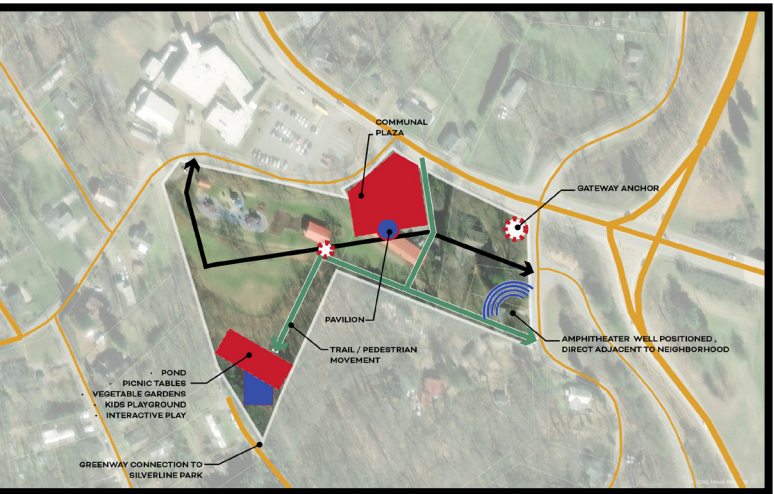 COMMUNAL
PLAZA
GATEWAY ANCHOR
PAVILION
AMPHITHEATER WELL POSITIONED ,
DIRECT ADJACENT TO NEIGHBORHOOD
TRAIL / PEDESTRIAN
MOVEMENT
· POND
· PICNIC TABLES
· VEGETABLE GARDENS
· KIDS PLAYGROUND
· INTERACTIVE PLAY
GREENWAY CONNECTION TO
SILVERLINE PARK